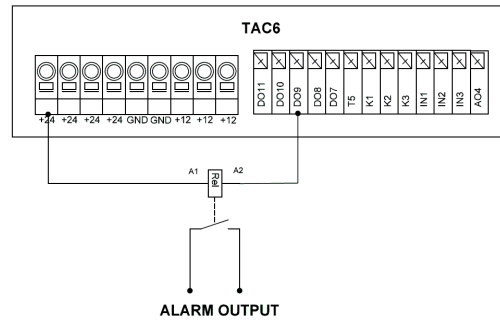 TAC6
DO11 DO10 DO9 DO8 DO7 T5 K1 K2 K3 IN1 IN2 IN3 AO4
+24 +24 +24 +24 GND GND +12 +12 +12
A1 Rel A2
ALARM OUTPUT